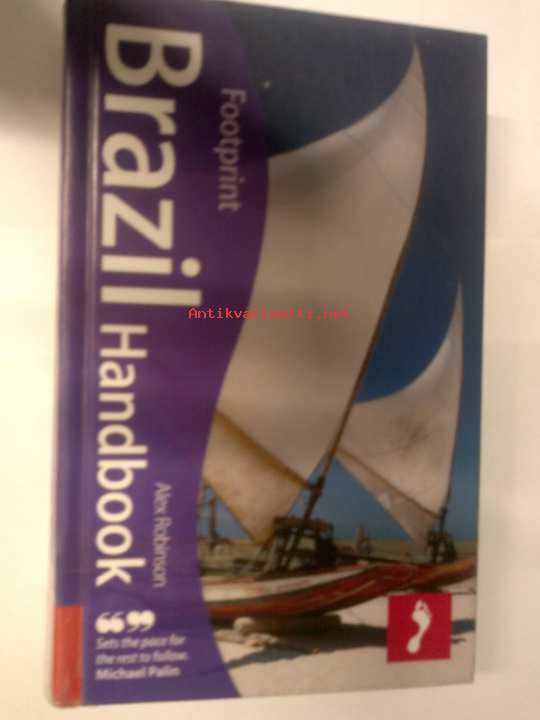 Footprint
Brazil Handbook
Alex Robinson
Sets the pace for
the rest to follow.
Michael Palin
Antikvariaatti.net